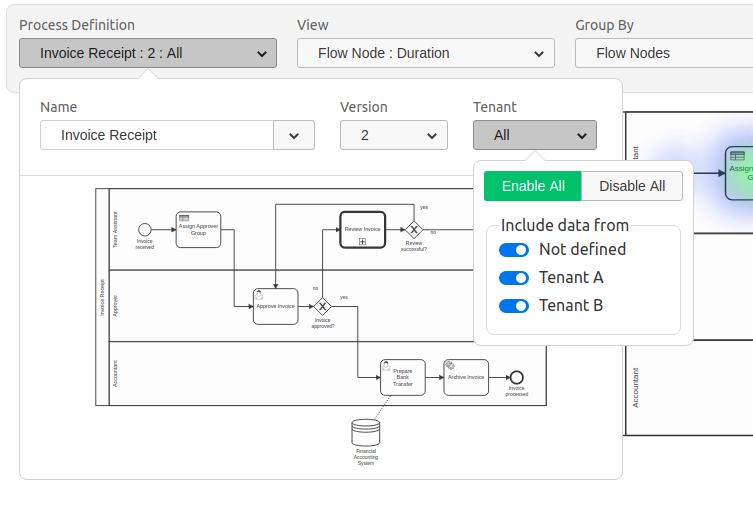 Process Definition
View
Group By
Invoice Receipt : 2 : All
Flow Node : Duration
Flow Nodes
Name
Version
Tenant
Invoice Receipt
2
All
Enable All
Disable All
Include data from
Not defined
Tenant A
Tenant B
Invoice Receipt
Team Assistant
Invoice
received
Assign Approver
Group
Review Invoice
yes
Review
successful?
no
Approver
Approve Invoice
no
yes
Invoice
approved?
Accountant
Prepare
Bank
Transfer
Archive Invoice
Invoice
processed
Financial
Accounting
System
tant
Assign
G
Accountant